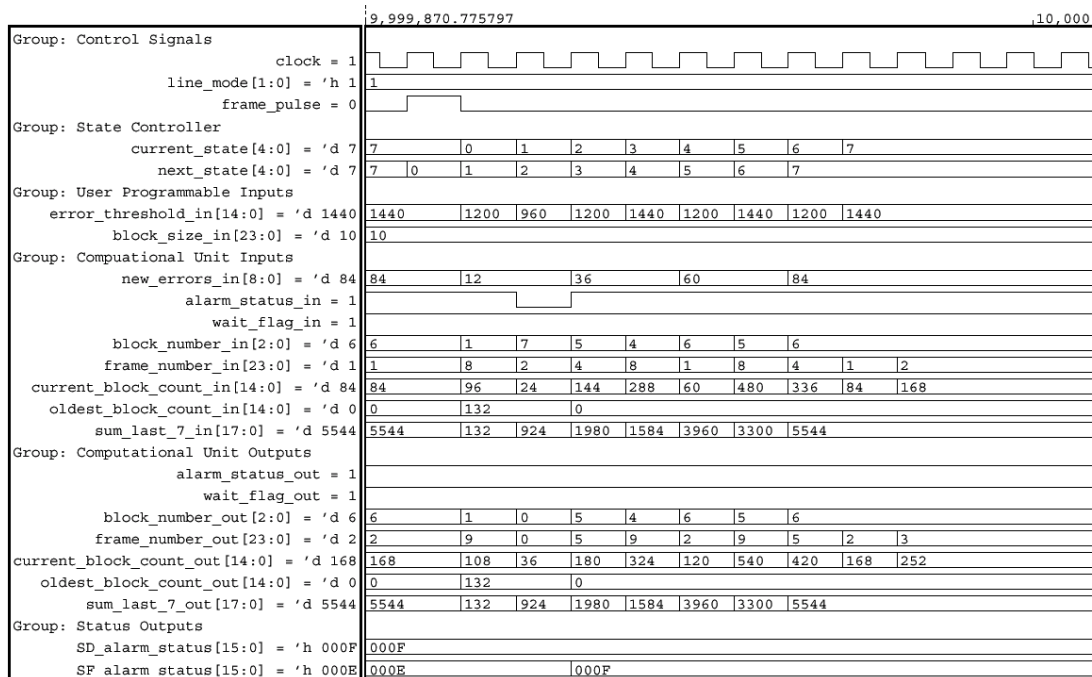 9,999,870.775797 10,000
Group: Control Signals
clock = 1
line_mode[1:0] = 'h 1 1
frame_pulse = 0
Group: State Controller
current_state[4:0] = 'd 7 7 0 1 2 3 4 5 6 7
next_state[4:0] = 'd 7 7 0 1 2 3 4 5 6 7
Group: User Programmable Inputs
error_threshold_in[14:0] = 'd 1440 1440 1200 960 1200 1440 1200 1440 1200 1440
block_size_in[23:0] = 'd 10 10
Group: Compuational Unit Inputs
new_errors_in[8:0] = 'd 84 84 12 36 60 84
alarm_status_in = 1
wait_flag_in = 1
block_number_in[2:0] = 'd 6 6 1 7 5 4 6 5 6
frame_number_in[23:0] = 'd 1 1 8 2 4 8 1 8 4 1 2
current_block_count_in[14:0] = 'd 84 84 96 24 144 288 60 480 336 84 168
oldest_block_count_in[14:0] = 'd 0 0 132 0
sum_last_7_in[17:0] = 'd 5544 5544 132 924 1980 1584 3960 3300 5544
Group: Computational Unit Outputs
alarm_status_out = 1
wait_flag_out = 1
block_number_out[2:0] = 'd 6 6 1 0 5 4 6 5 6
frame_number_out[23:0] = 'd 2 2 9 0 5 9 2 9 5 2 3
current_block_count_out[14:0] = 'd 168 168 108 36 180 324 120 540 420 168 252
oldest_block_count_out[14:0] = 'd 0 0 132 0
sum_last_7_out[17:0] = 'd 5544 5544 132 924 1980 1584 3960 3300 5544
Group: Status Outputs
SD_alarm_status[15:0] = 'h 000F 000F
SF alarm status[15:0] = 'h 000E 000E 000F